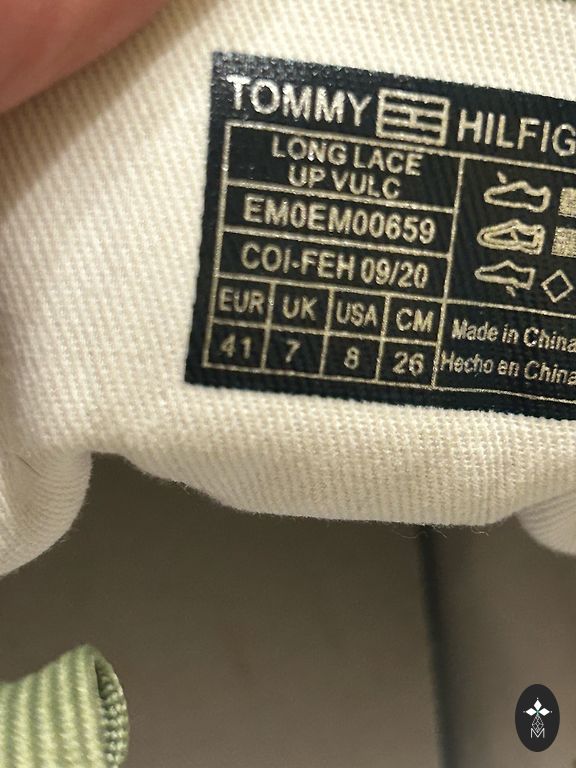 TOMMY HILFIG
LONG LACE
UP VULC
EM0EM00659
COI-FEH 09/20
EUR UK USA CM
41 7 8 26
Made in China
Hecho en China
M